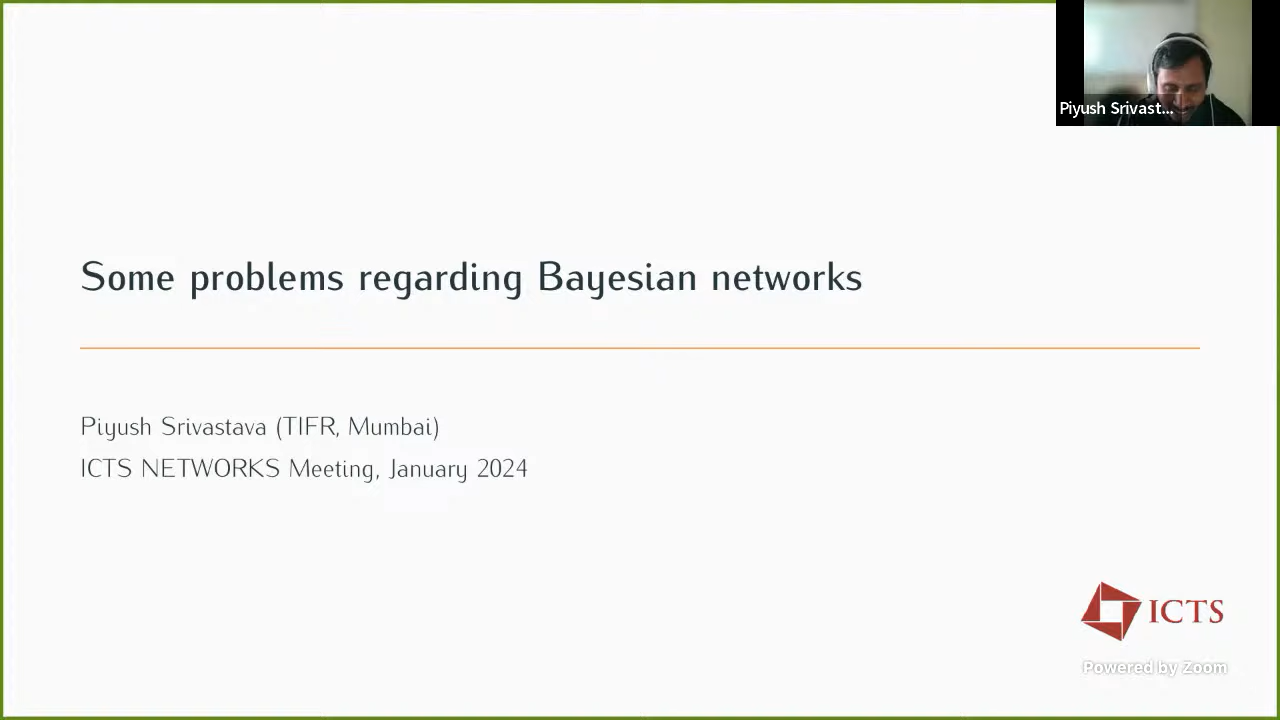 Piyush Srivast...
Some problems regarding Bayesian networks
Piyush Srivastava (TIFR, Mumbai)
ICTS NETWORKS Meeting, January 2024
ICTS
Powered by Zoom